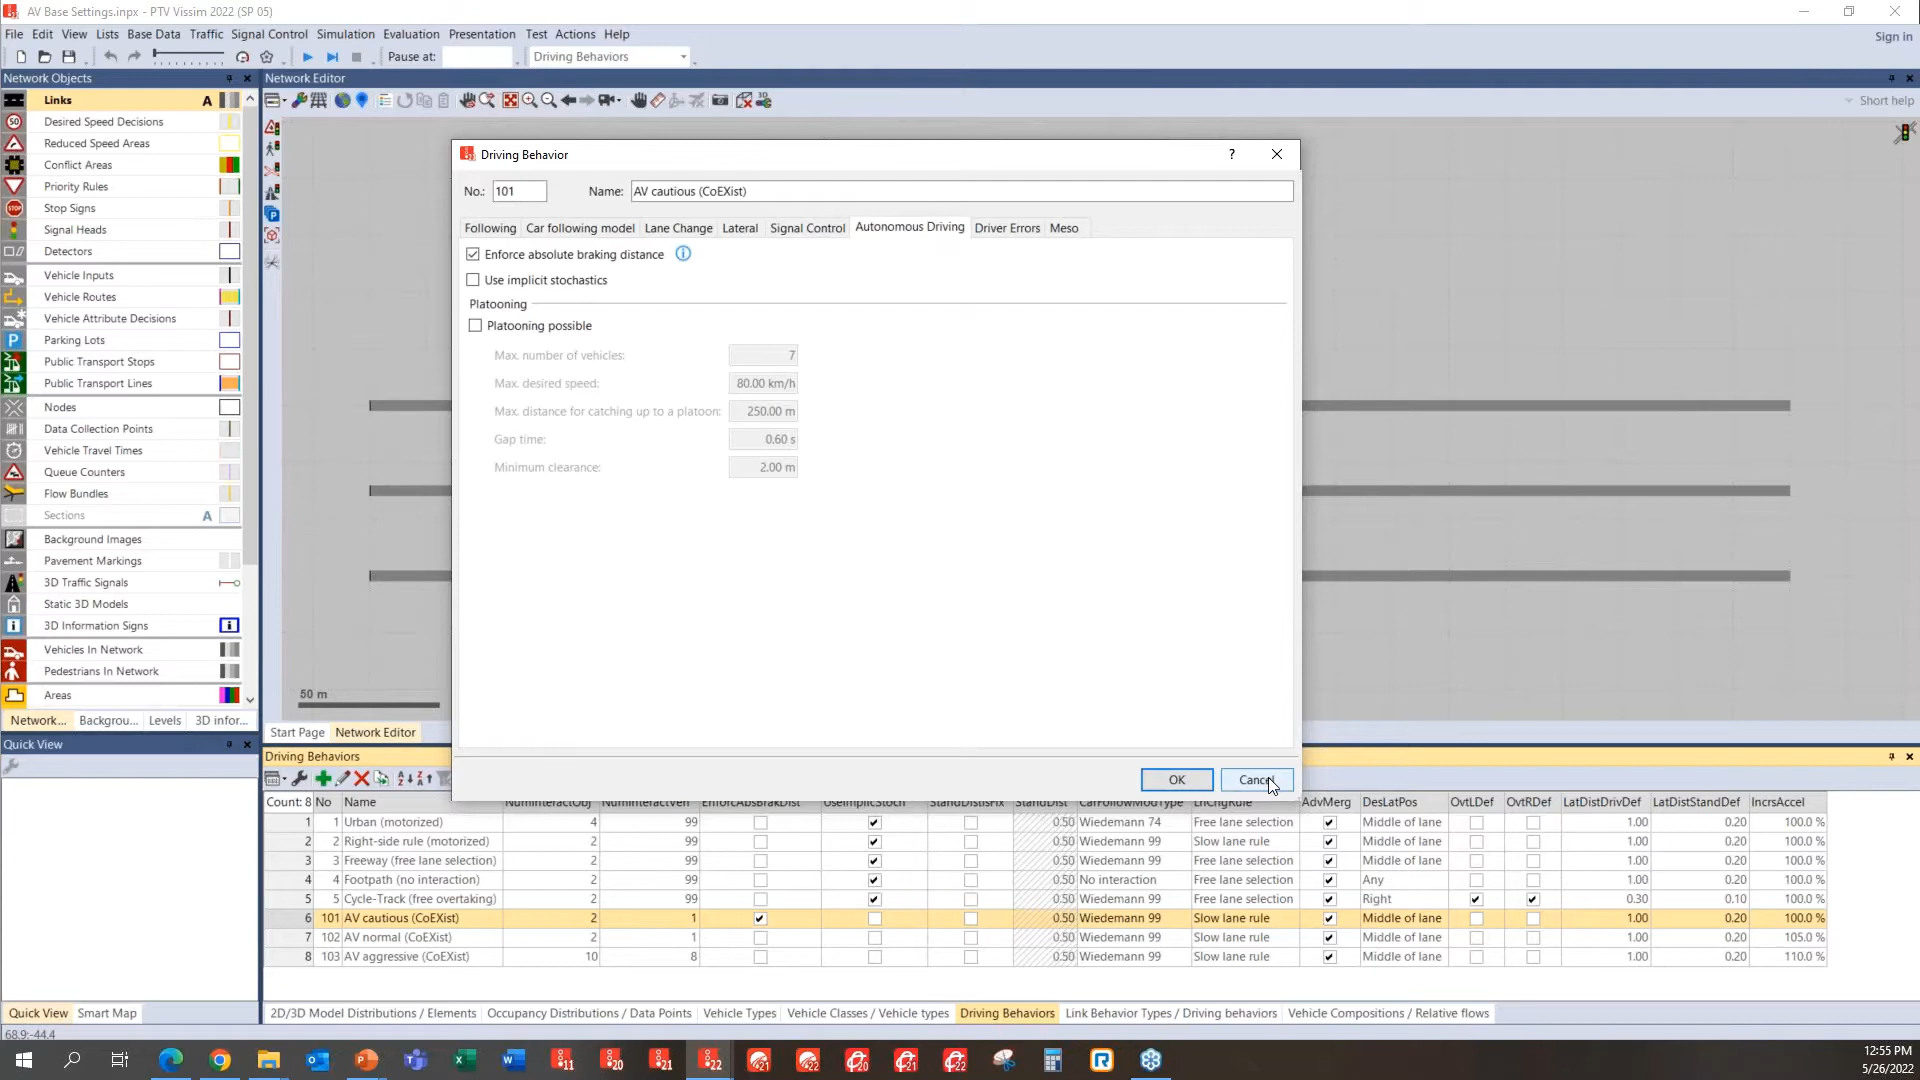 AV Base Settings.inpx - PTV Vissim 2022 (SP 05)
File Edit View Lists Base Data Traffic Signal Control Simulation Evaluation Presentation Test Actions Help
Sign in
Pause at: Driving Behaviors
Network Objects
Network Editor
Short help
Links A
Desired Speed Decisions
Reduced Speed Areas
Conflict Areas
Priority Rules
Stop Signs
Signal Heads
Detectors
Vehicle Inputs
Vehicle Routes
Vehicle Attribute Decisions
Parking Lots
Public Transport Stops
Public Transport Lines
Nodes
Data Collection Points
Vehicle Travel Times
Queue Counters
Flow Bundles
Sections A
Background Images
Pavement Markings
3D Traffic Signals
Static 3D Models
3D Information Signs
Vehicles In Network
Pedestrians In Network
Areas
Network... Backgrou... Levels 3D infor...
Quick View
Driving Behavior ?
No.: 101 Name: AV cautious (CoEXist)
Following Car following model Lane Change Lateral Signal Control Autonomous Driving Driver Errors Meso
Enforce absolute braking distance
Use implicit stochastics
Platooning
Platooning possible
Max. number of vehicles: 7
Max. desired speed: 80.00 km/h
Max. distance for catching up to a platoon: 250.00 m
Gap time: 0.60 s
Minimum clearance: 2.00 m
OK Cancel
50 m
Start Page Network Editor
Driving Behaviors
Count: 8 No Name NumInteractObj NumInteractVeh EnforcAbsBrakDist UseImplicStoch StandDistIsFix StandDist CarFollowModType LnChgRule AdvMerg DesLatPos OvtLDef OvtRDef LatDistDrivDef LatDistStandDef IncrsAccel
1 1 Urban (motorized) 4 99 0.50 Wiedemann 74 Free lane selection Middle of lane 1.00 0.20 100.0 %
2 2 Right-side rule (motorized) 2 99 0.50 Wiedemann 99 Slow lane rule Middle of lane 1.00 0.20 100.0 %
3 3 Freeway (free lane selection) 2 99 0.50 Wiedemann 99 Free lane selection Middle of lane 1.00 0.20 100.0 %
4 4 Footpath (no interaction) 2 99 0.50 No interaction Free lane selection Any 1.00 0.20 100.0 %
5 5 Cycle-Track (free overtaking) 2 99 0.50 Wiedemann 99 Free lane selection Right 0.30 0.10 100.0 %
6 101 AV cautious (CoEXist) 2 1 0.50 Wiedemann 99 Slow lane rule Middle of lane 1.00 0.20 100.0 %
7 102 AV normal (CoEXist) 2 1 0.50 Wiedemann 99 Slow lane rule Middle of lane 1.00 0.20 105.0 %
8 103 AV aggressive (CoEXist) 10 8 0.50 Wiedemann 99 Slow lane rule Middle of lane 1.00 0.20 110.0 %
Quick View Smart Map
2D/3D Model Distributions / Elements Occupancy Distributions / Data Points Vehicle Types Vehicle Classes / Vehicle types Driving Behaviors Link Behavior Types / Driving behaviors Vehicle Compositions / Relative flows
68.9:-44.4
12:55 PM
5/26/2022